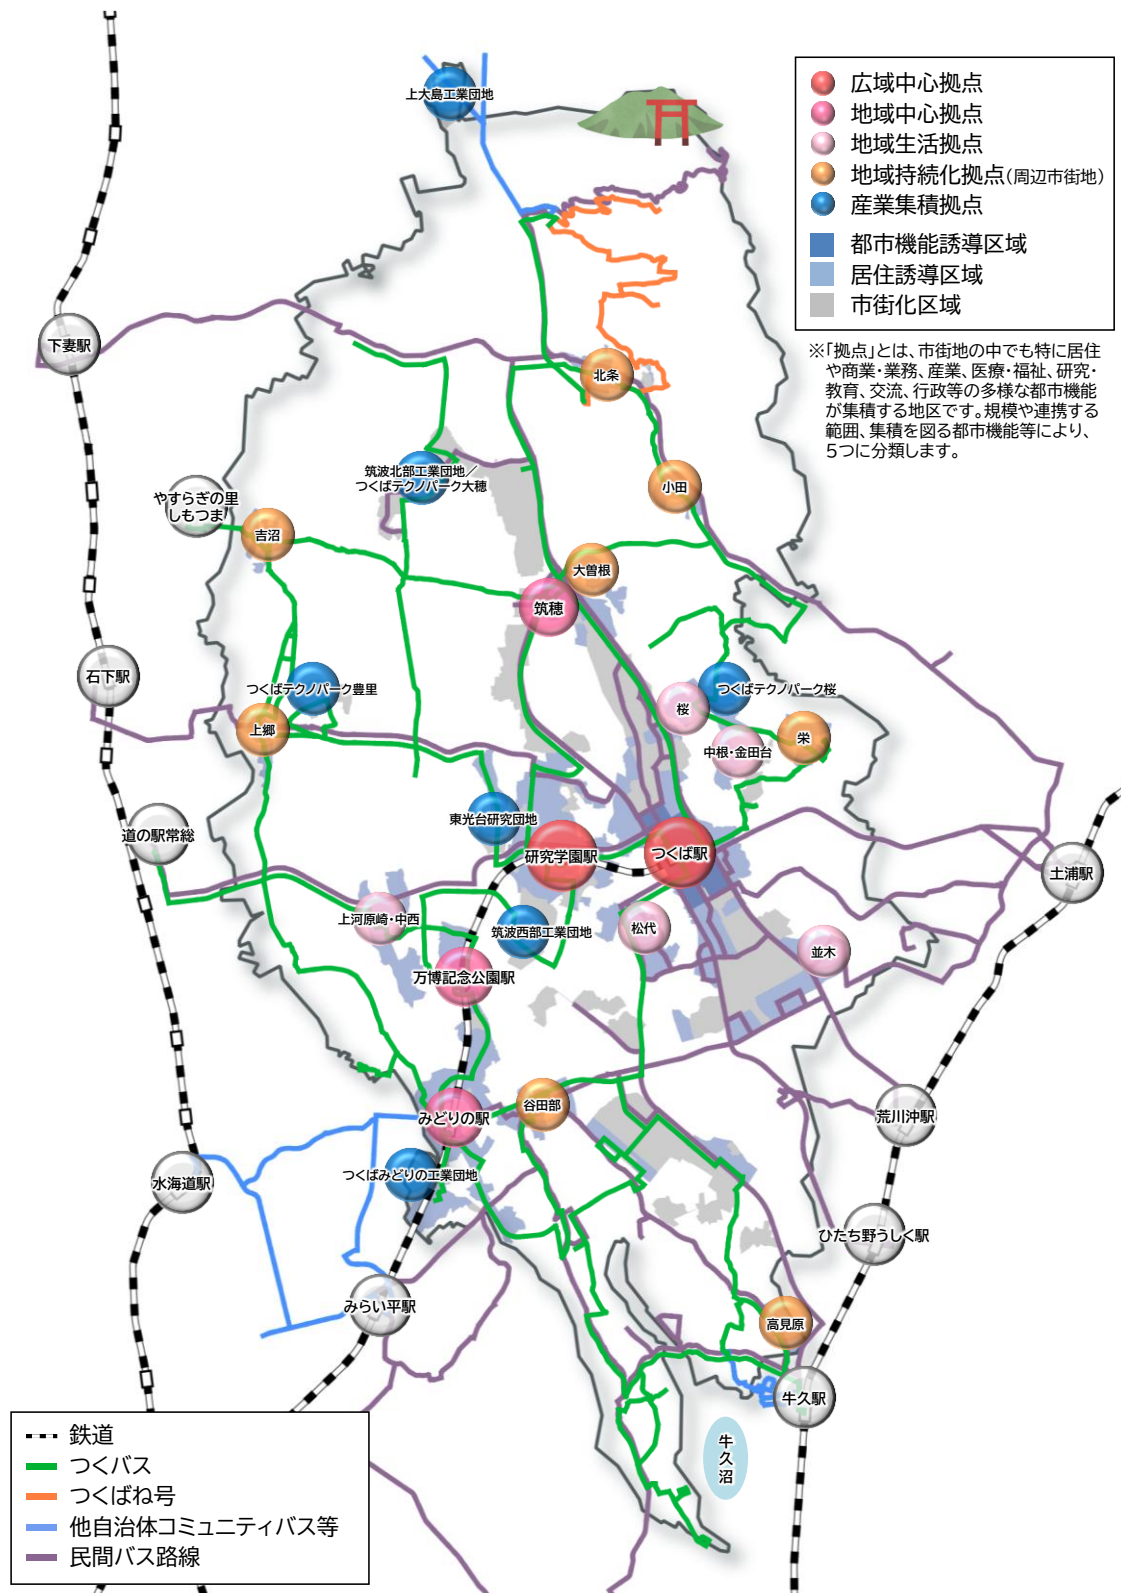 広域中心拠点
地域中心拠点
地域生活拠点
地域持続化拠点(周辺市街地)
産業集積拠点
都市機能誘導区域
居住誘導区域
市街化区域
※「拠点」とは、市街地の中でも特に居住
や商業・業務、産業、医療・福祉、研究・
教育、交流、行政等の多様な都市機能
が集積する地区です。規模や連携する
範囲、集積を図る都市機能等により、
5つに分類します。
上大島工業団地
下妻駅
北条
筑波北部工業団地/
つくばテクノパーク大穂
小田
やすらぎの里
しもつま
吉沼
大曽根
筑穂
石下駅
つくばテクノパーク豊里
つくばテクノパーク桜
桜
上郷
中根・金田台
栄
道の駅常総
東光台研究団地
研究学園駅
つくば駅
土浦駅
上河原崎・中西
筑波西部工業団地
松代
並木
万博記念公園駅
みどりの駅
谷田部
荒川沖駅
水海道駅
つくばみどりの工業団地
ひたち野うしく駅
みらい平駅
高見原
牛久駅
牛久沼
鉄道
つくバス
つくばね号
他自治体コミュニティバス等
民間バス路線